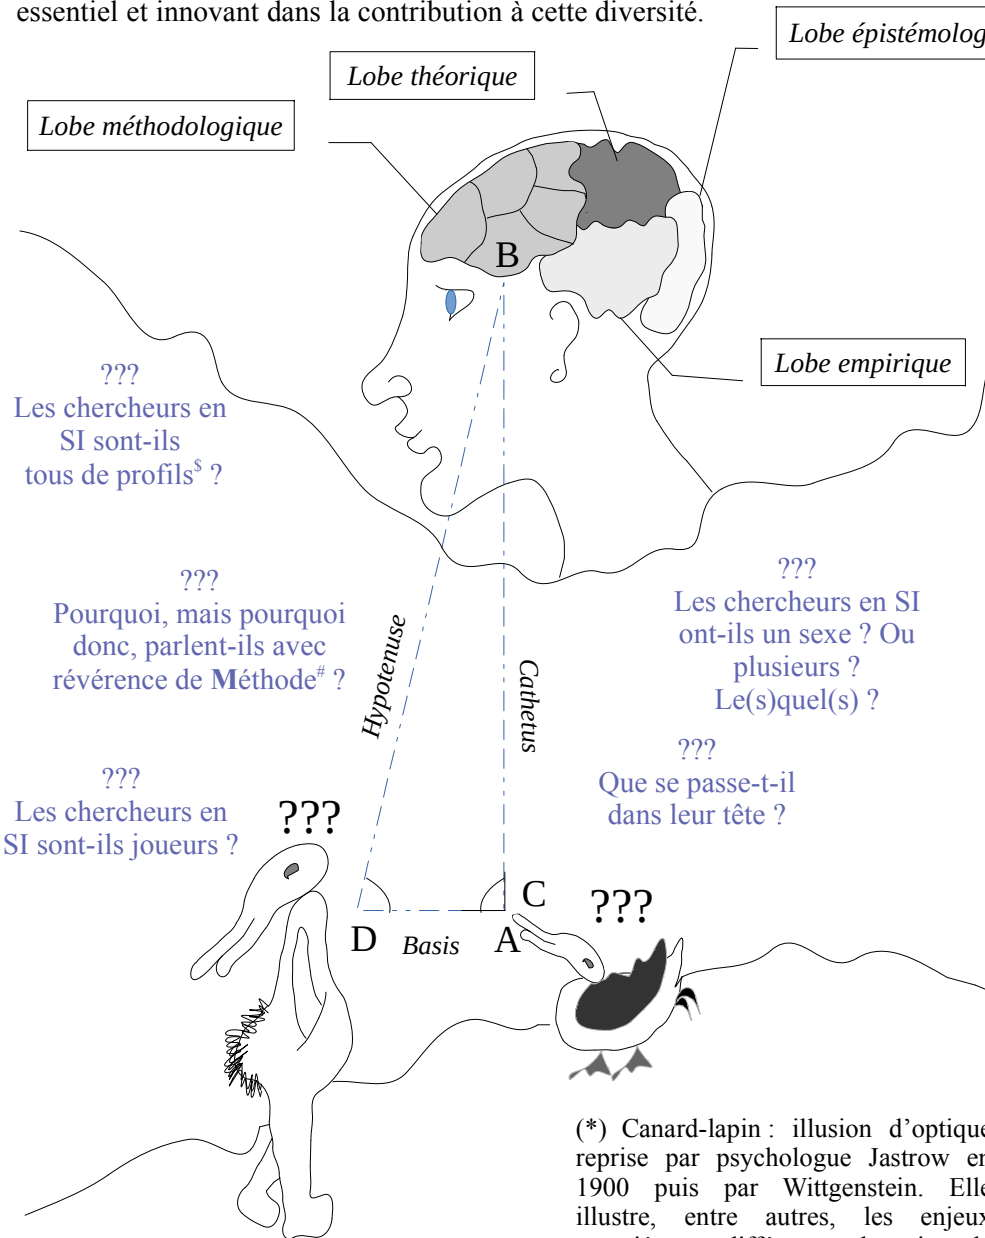 essentiel et innovant dans la contribution à cette diversité.
Lobe épistémolog
Lobe théorique
Lobe méthodologique
B
Lobe empirique
???
Les chercheurs en
SI sont-ils
tous de profils$ ?
???
Pourquoi, mais pourquoi
donc, parlent-ils avec
révérence de Méthode# ?
???
Les chercheurs en SI
ont-ils un sexe ? Ou
plusieurs ?
Le(s)quel(s) ?
Hypotenuse
Cathetus
???
Que se passe-t-il
dans leur tête ?
???
Les chercheurs en
SI sont-ils joueurs ?
???
C
???
D
Basis
A
(*) Canard-lapin : illusion d’optique
reprise par psychologue Jastrow en
1900 puis par Wittgenstein. Elle
illustre, entre autres, les enjeux